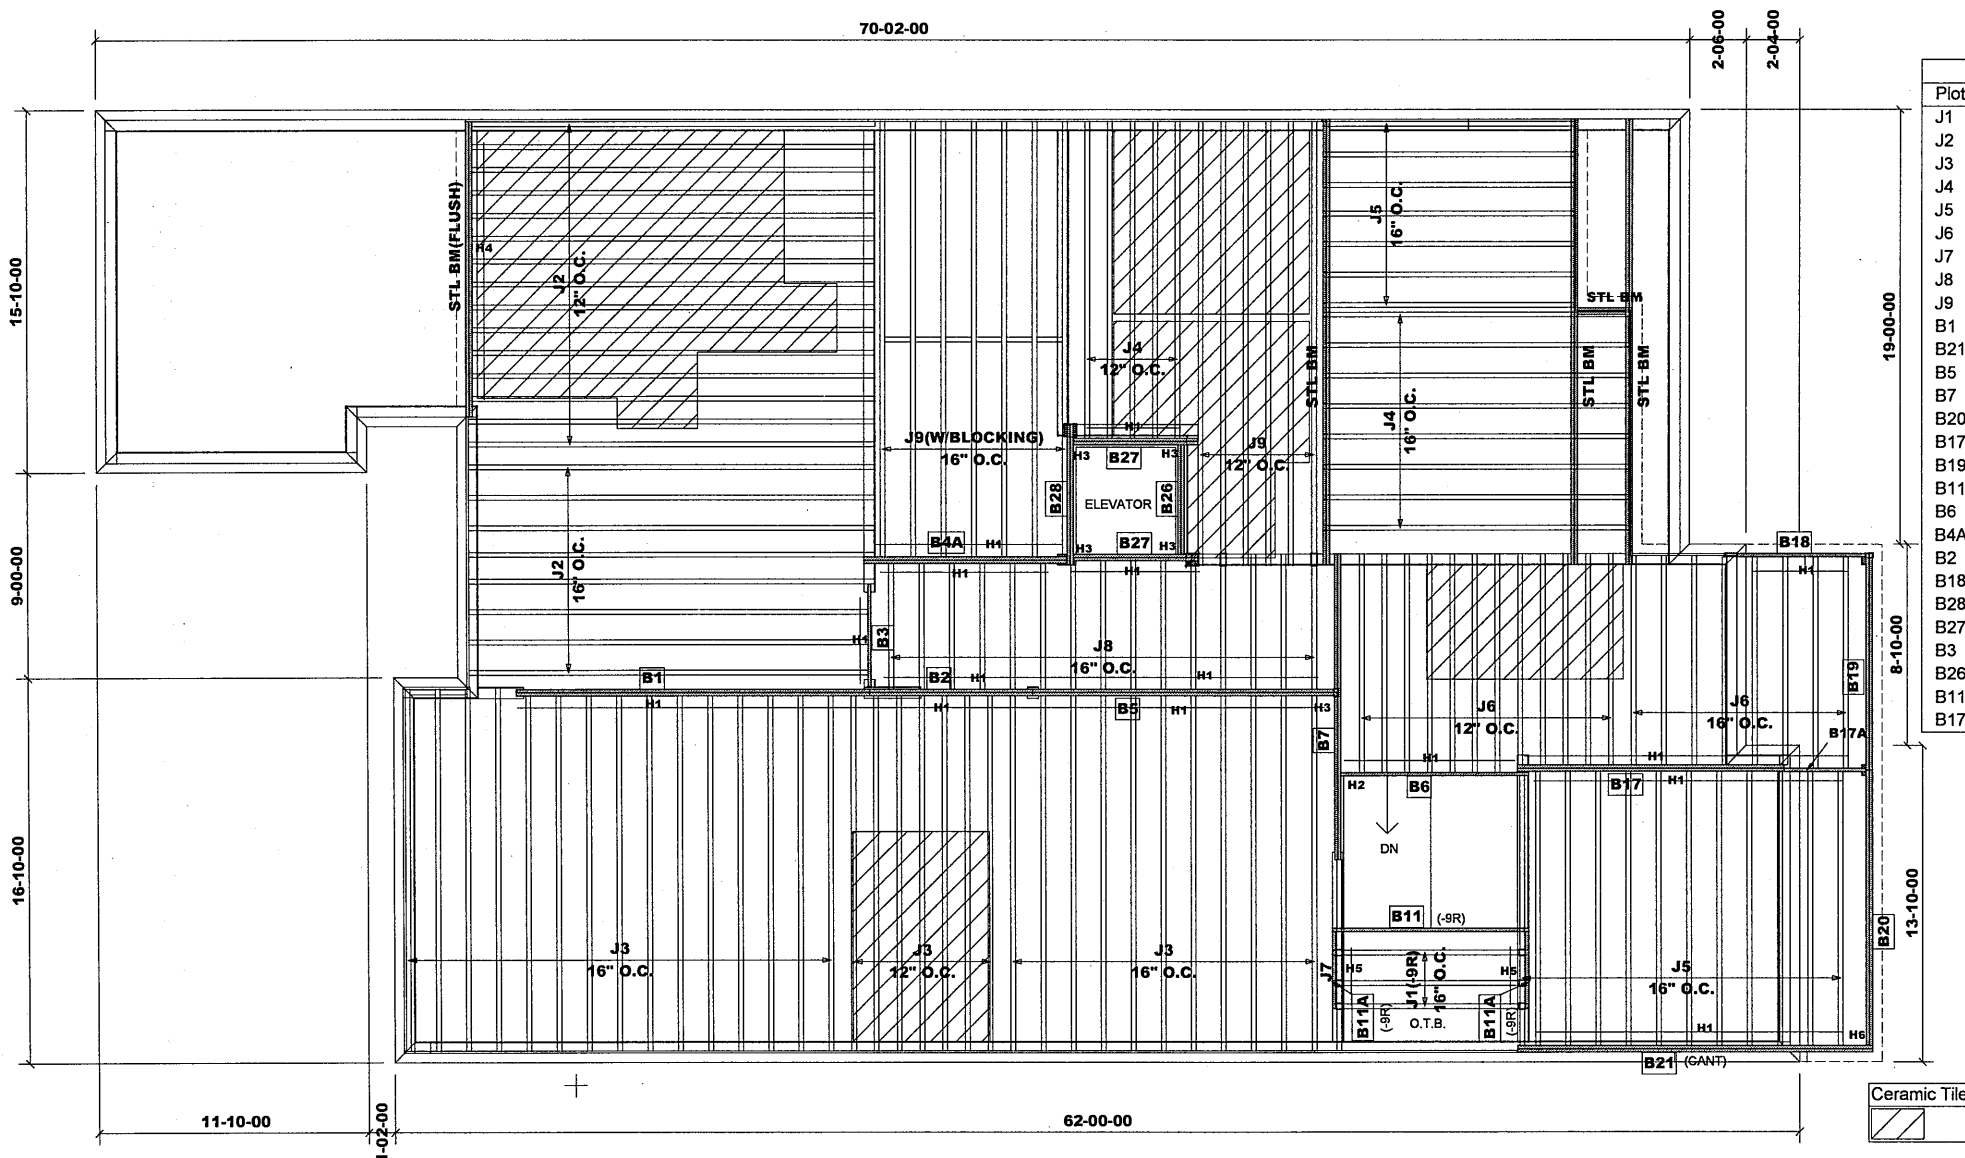 70-02-00
2-06-00
2-04-00
Plot
J1
J2
J3
J4
J5
J6
J7
J8
J9
B1
B21
B5
B7
B20
B17
B19
B11
B6
B4A
B2
B18
B28
B27
B3
B26
B11
B17
15-10-00
9-00-00
16-10-00
19-00-00
8-10-00
13-10-00
STL BM(FLUSH)
H4
J2
12" O.C.
J2
16" O.C.
J9(W/BLOCKING)
16" O.C.
J4
12" O.C.
H1
J9
12" O.C.
STL BM
J5
16" O.C.
J4
16" O.C.
STL BM
STL BM
STL BM
H3
B27
H3
B28
ELEVATOR
B26
H3
B27
H3
B4A
H1
H1
H1
B18
H1
H1
B3
J8
16" O.C.
B1
B2
H1
H1
H1
H1
B5
H1
H3
B7
J6
12" O.C.
J6
16" O.C.
B19
B17A
H1
H1
H2
B6
B17
H1
DN
B11
(-9R)
J3
16" O.C.
J3
12" O.C.
J3
16" O.C.
J7
H5
J1(-9R)
16" O.C.
H5
B11A
(-9R)
O.T.B.
B11A
(-9R)
J5
16" O.C.
B20
H1
H6
B21
(CANT)
Ceramic Tile
11-10-00
1-02-00
62-00-00